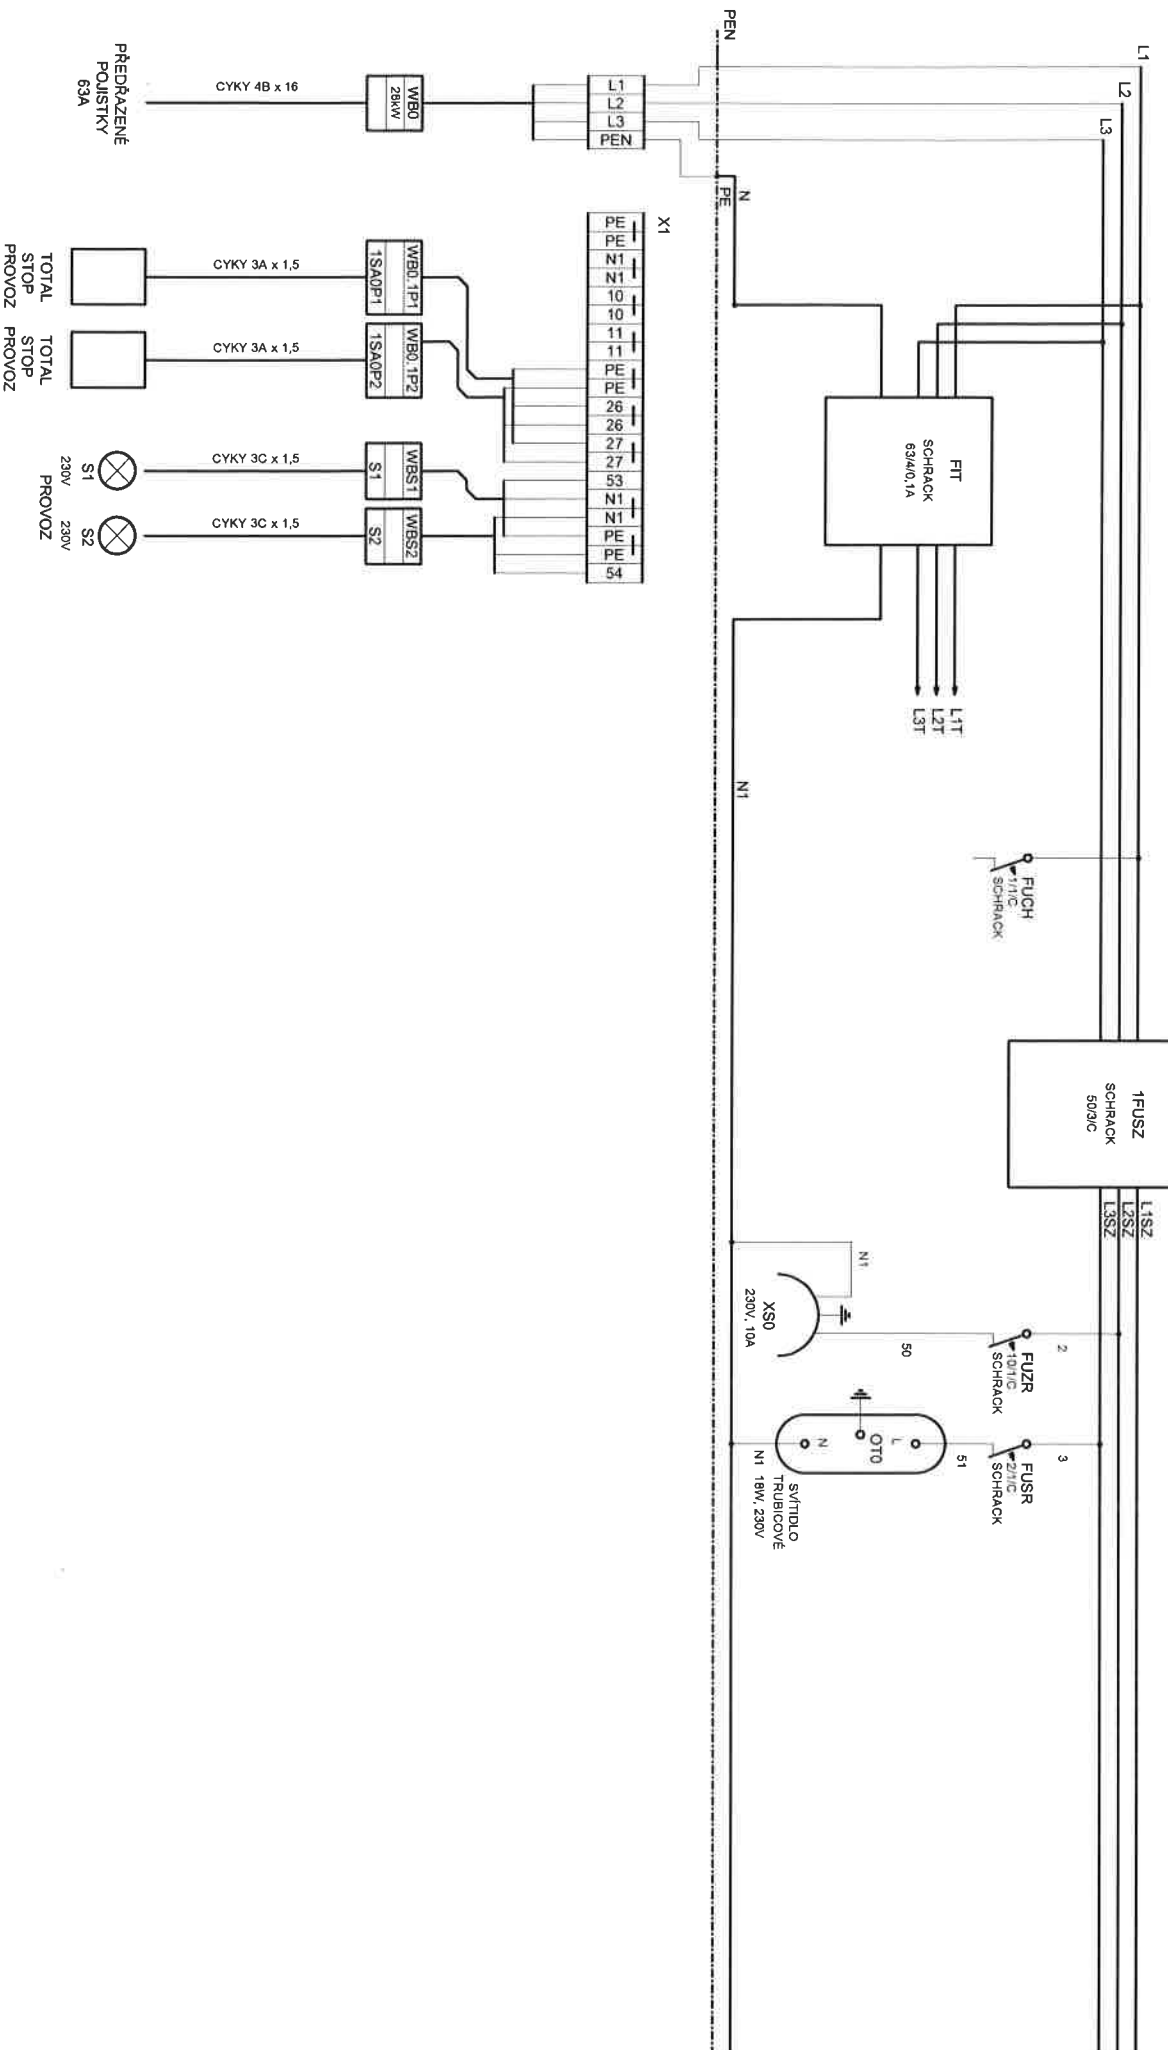 L1
L2
L3
PEN
N
PE
FIT
SCHRACK
63/4/0,1A
L1T
L2T
L3T
N1
FUCH
1/1/C
SCHRACK
1FUSZ
SCHRACK
50/3/C
L1SZ
L2SZ
L3SZ
N1
XS0
230V, 10A
50
2
FUZR
10/1/C
SCHRACK
3
FUSR
2/1/C
SCHRACK
51
L
OT0
N
N1
SVÍTIDLO
TRUBICOVÉ
18W, 230V
L1
L2
L3
PEN
X1
PE
PE
N1
N1
10
10
11
11
PE
PE
26
26
27
27
53
N1
N1
PE
PE
54
WB0
28kW
CYKY 4B x 16
PŘEDŘAZENÉ
POJISTKY
63A
WB0.1P1
1SA0P1
CYKY 3A x 1,5
TOTAL
STOP
PROVOZ
WB0.1P2
1SA0P2
CYKY 3A x 1,5
TOTAL
STOP
PROVOZ
WBS1
S1
CYKY 3C x 1,5
S1
230V
WBS2
S2
CYKY 3C x 1,5
S2
230V
PROVOZ